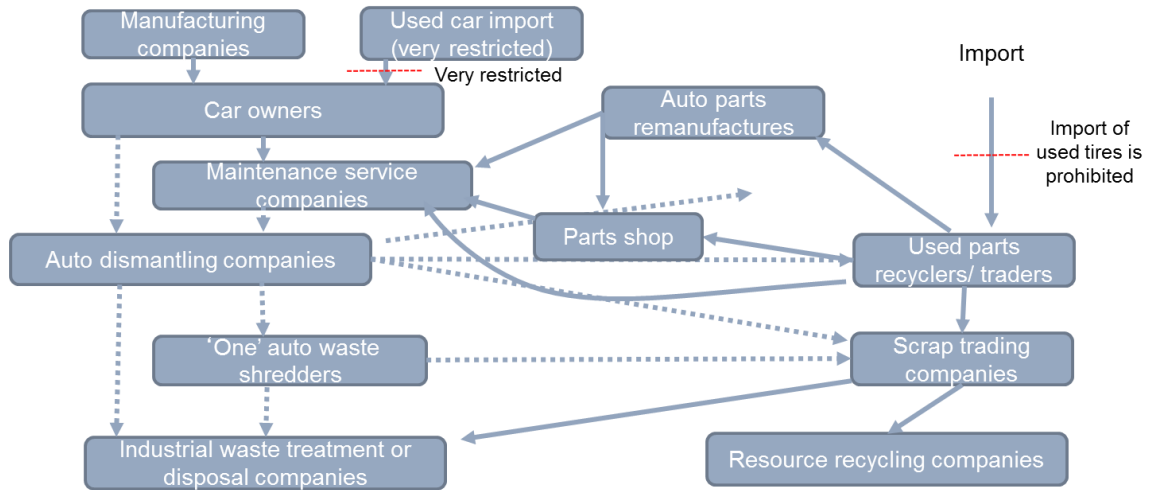 Manufacturing
companies
Used car import
(very restricted)
Very restricted
Import
Car owners
Auto parts
remanufactures
Import of
used tires is
prohibited
Maintenance service
companies
Parts shop
Used parts
recyclers/ traders
Auto dismantling companies
‘One’ auto waste
shredders
Scrap trading
companies
Industrial waste treatment or
disposal companies
Resource recycling companies